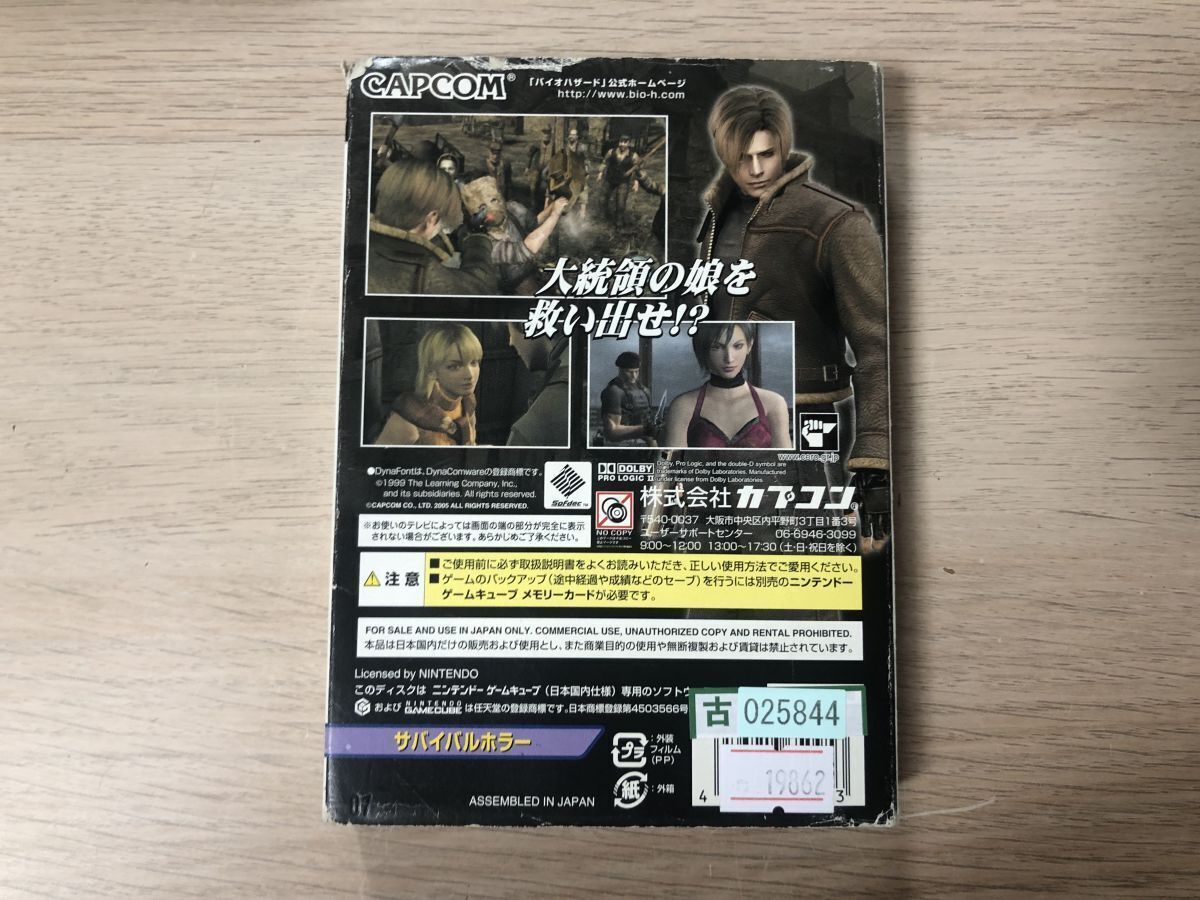 CAPCOM®
「バイオハザード」公式ホームページ
http://www.bio-h.com
大統領の娘を
救い出せ!?
www.cero.gr.jp
●DynaFontは、DynaComwareの登録商標です。
©1999 The Learning Company, Inc.,
and its subsidiaries. All rights reserved.
©CAPCOM CO., LTD. 2005 ALL RIGHTS RESERVED.
SofdecTM
DOLBY
PRO LOGIC II
Dolby, Pro Logic, and the double-D symbol are
trademarks of Dolby Laboratories. Manufactured
under license from Dolby Laboratories
NO COPY
株式会社 カプコン
〒540-0037 大阪市中央区内平野町3丁目1番3号
ユーザーサポートセンター 06-6946-3099
9:00~12:00 13:00~17:30 (土・日・祝日を除く)
※お使いのテレビによっては画面の端の部分が完全に表示
されない場合がございます。あらかじめご了承ください。
注意
■ご使用前に必ず取扱説明書をよくお読みいただき、正しい使用方法でご愛用ください。
■ゲームのバックアップ(途中経過や成績などのセーブ)を行うには別売のニンテンドー
ゲームキューブ メモリーカードが必要です。
FOR SALE AND USE IN JAPAN ONLY. COMMERCIAL USE, UNAUTHORIZED COPY AND RENTAL PROHIBITED.
本品は日本国内だけの販売および使用とし、また商業目的の使用や無断複製および賃貸は禁止されています。
Licensed by NINTENDO
このディスクは ニンテンドー ゲームキューブ (日本国内仕様) 専用のソフトウ
および NINTENDO GAMECUBE は任天堂の登録商標です。日本商標登録第4503566号
古 025844
サバイバルホラー
プラ
:外装
フィルム
(PP)
紙
:外箱
19862
4
3
07
ASSEMBLED IN JAPAN